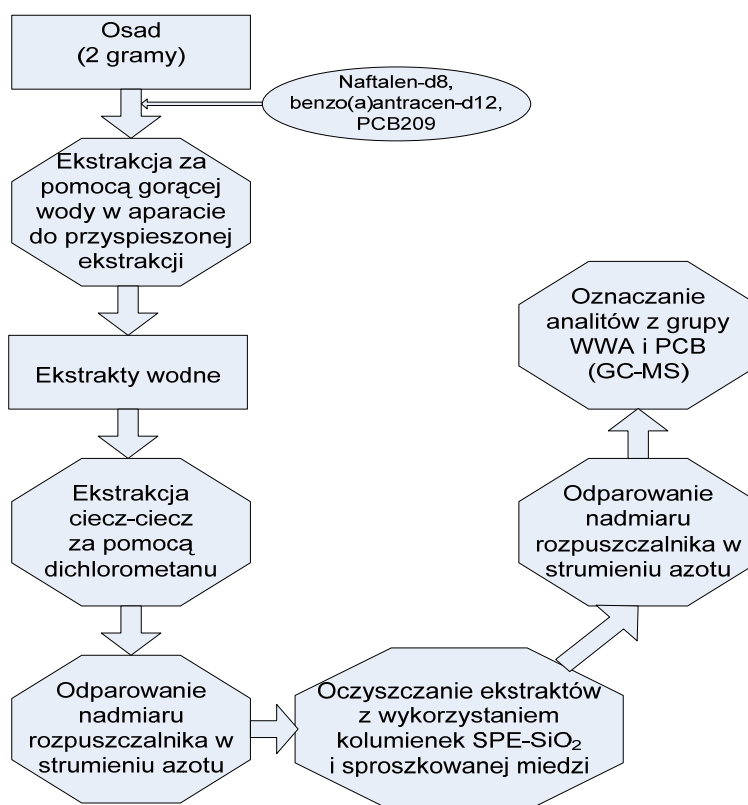 Osad
(2 gramy)
Naftalen-d8,
benzo(a)antracen-d12,
PCB209
Ekstrakcja za
pomocą gorącej
wody w aparacie
do przyspieszonej
ekstrakcji
Ekstrakty wodne
Ekstrakcja
ciecz-ciecz
za pomocą
dichlorometanu
Odparowanie
nadmiaru
rozpuszczalnika w
strumieniu azotu
Oczyszczanie ekstraktów
z wykorzystaniem
kolumienek SPE-SiO₂
i sproszkowanej miedzi
Odparowanie
nadmiaru
rozpuszczalnika w
strumieniu azotu
Oznaczanie
analitów z grupy
WWA i PCB
(GC-MS)